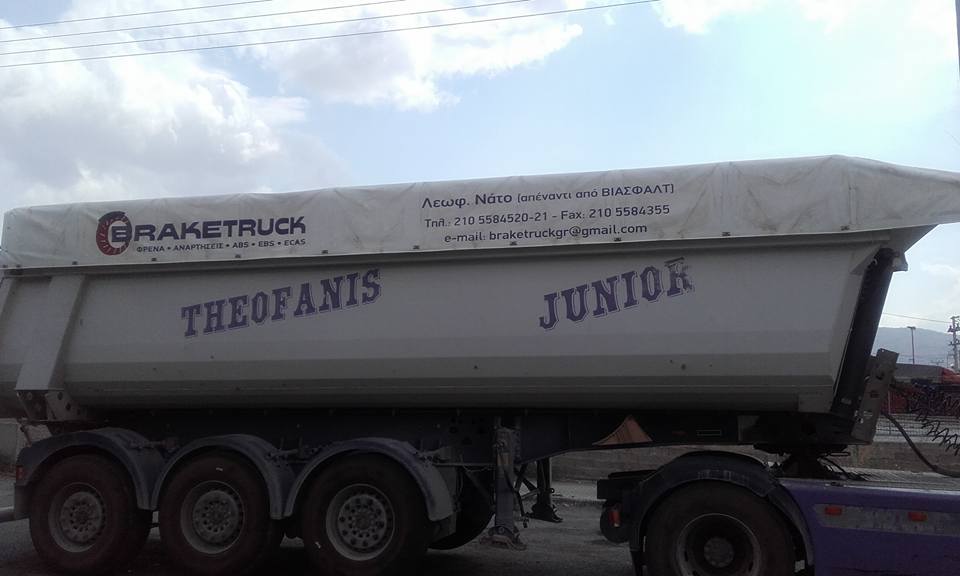 BRAKETRUCK
ΦΡΕΝΑ • ΑΝΑΡΤΗΣΕΙΣ • ABS • EBS • ECAS
Λεωφ. Νάτο (απέναντι από ΒΙΑΣΦΑΛΤ)
Τηλ.: 210 5584520-21 - Fax: 210 5584355
e-mail: braketruckgr@gmail.com
THEOFANIS JUNIOR